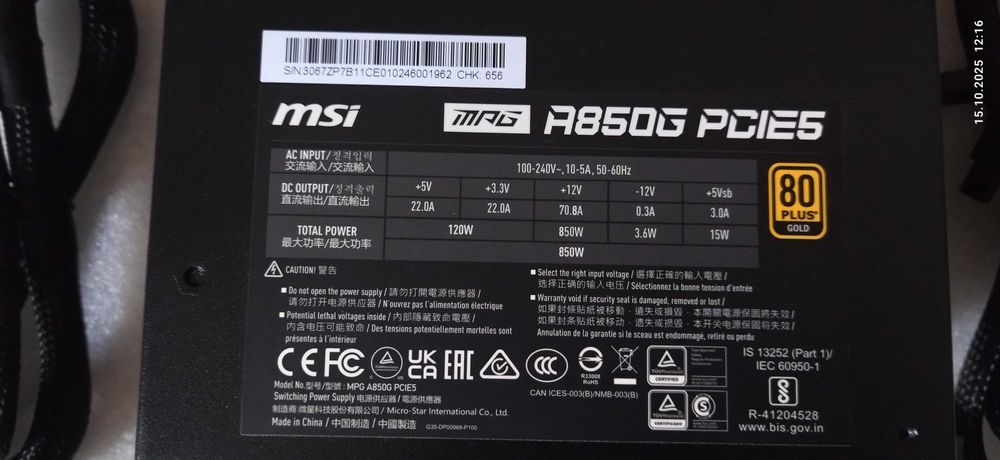 15.10.2025 12:16
S/N:3067ZP7B11CE010246001962 CHK: 656
msi MPG A850G PCIE5
AC INPUT/정격입력
交流输入/交流輸入
100-240V~, 10-5A, 50-60Hz
DC OUTPUT/정격출력
直流输出/直流輸出
+5V +3.3V +12V -12V +5Vsb
22.0A 22.0A 70.8A 0.3A 3.0A
TOTAL POWER
最大功率/最大功率
120W 850W 3.6W 15W
850W
80
PLUS
GOLD
CAUTION! 警告
■ Do not open the power supply / 請勿打開電源供應器 /
请勿打开电源供应器 / N'ouvrez pas l'alimentation électrique
■ Potential lethal voltages inside / 內部隱藏致命電壓 /
内含电压可能致命 / Des tensions potentiellement mortelles sont
présentes à l'intérieur
■ Select the right input voltage / 選擇正確的輸入電壓 /
选择正确的输入电压 / Sélectionnez la bonne tension d'entrée
■ Warranty void if security seal is damaged, removed or lost /
如果封條貼紙被移動，遺失或損毀，本開關電源保固將失效/
如果封条贴纸被移动、遗失或损毁、本开关电源保固将失效/
Annulation de la garantie si le sceau est endommagé, retiré ou perdu
CE FC UK CA EAC CCC
R33008
RoHS
TÜVRheinland
CERTIFIED
TÜVRheinland
CERTIFIED
CAN ICES-003(B)/NMB-003(B)
IS 13252 (Part 1)/
IEC 60950-1
R-41204528
www.bis.gov.in
Model No./型号/型號: MPG A850G PCIE5
Switching Power Supply 电源供应器 / 電源供應器
制造商:微星科技股份有限公司 / Micro-Star International Co., Ltd.
Made in China / 中国制造 / 中國製造 G35-DP00968-P100